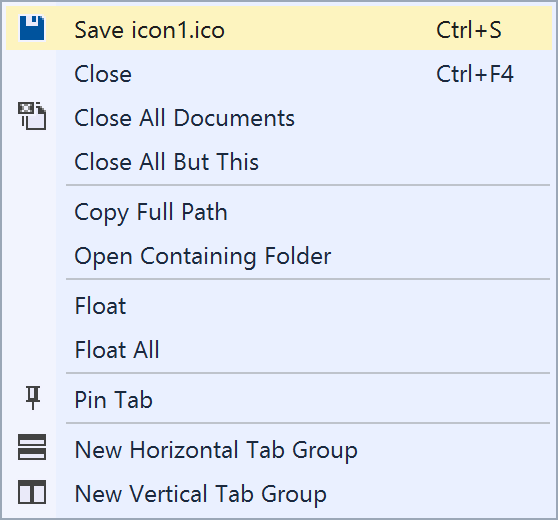 Save icon1.ico Ctrl+S
Close Ctrl+F4
Close All Documents
Close All But This
Copy Full Path
Open Containing Folder
Float
Float All
Pin Tab
New Horizontal Tab Group
New Vertical Tab Group